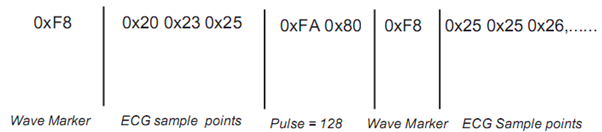 0xF8 0x20 0x23 0x25 0xFA 0x80 0xF8 0x25 0x25 0x26,......
Wave Marker ECG sample points Pulse = 128 Wave Marker ECG Sample points